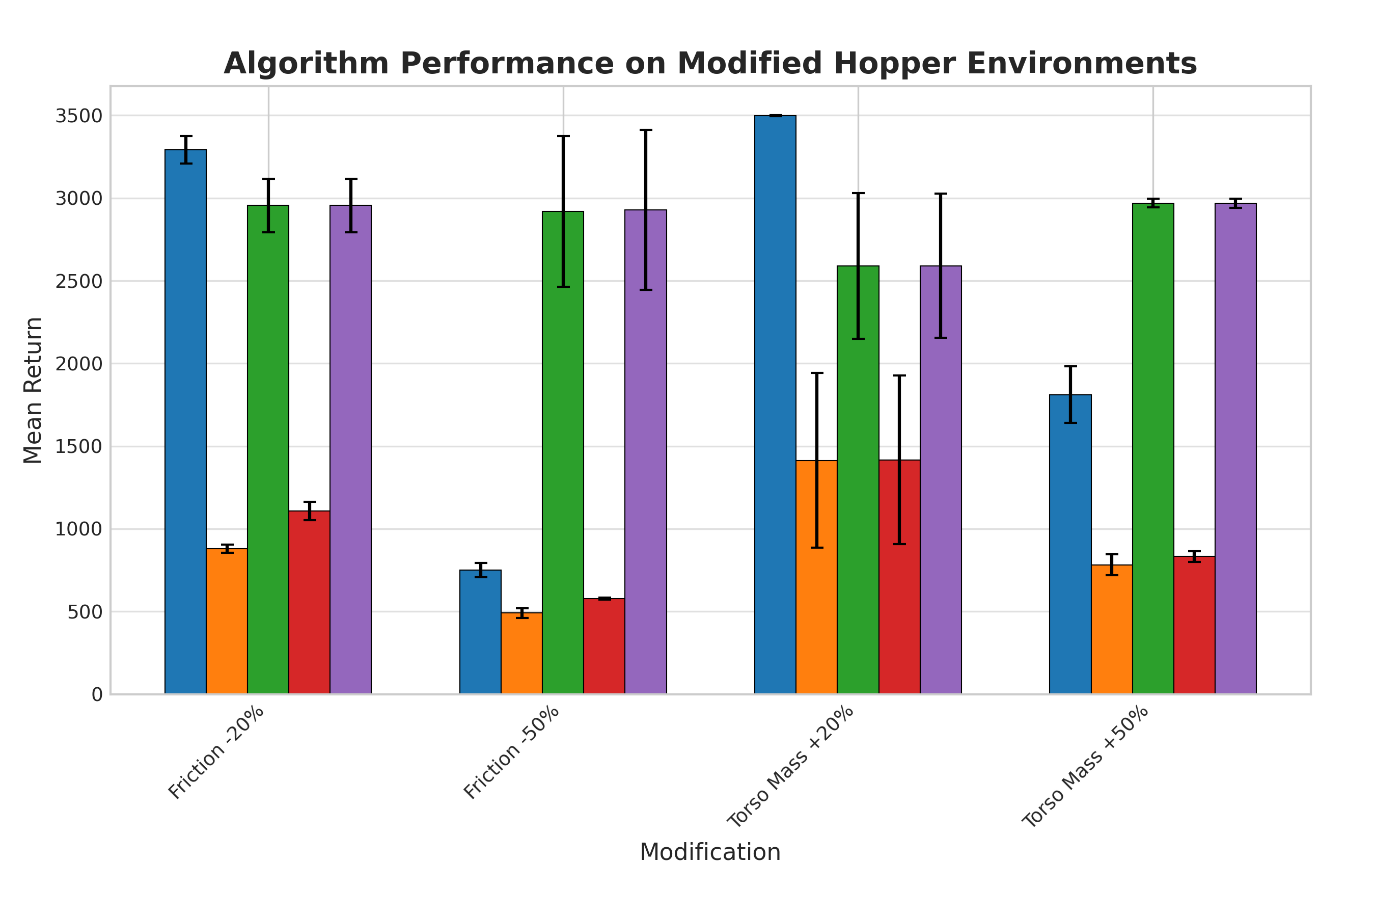 Algorithm Performance on Modified Hopper Environments
Mean Return
3500
3000
2500
2000
1500
1000
500
0
Friction -20%
Friction -50%
Torso Mass +20%
Torso Mass +50%
Modification